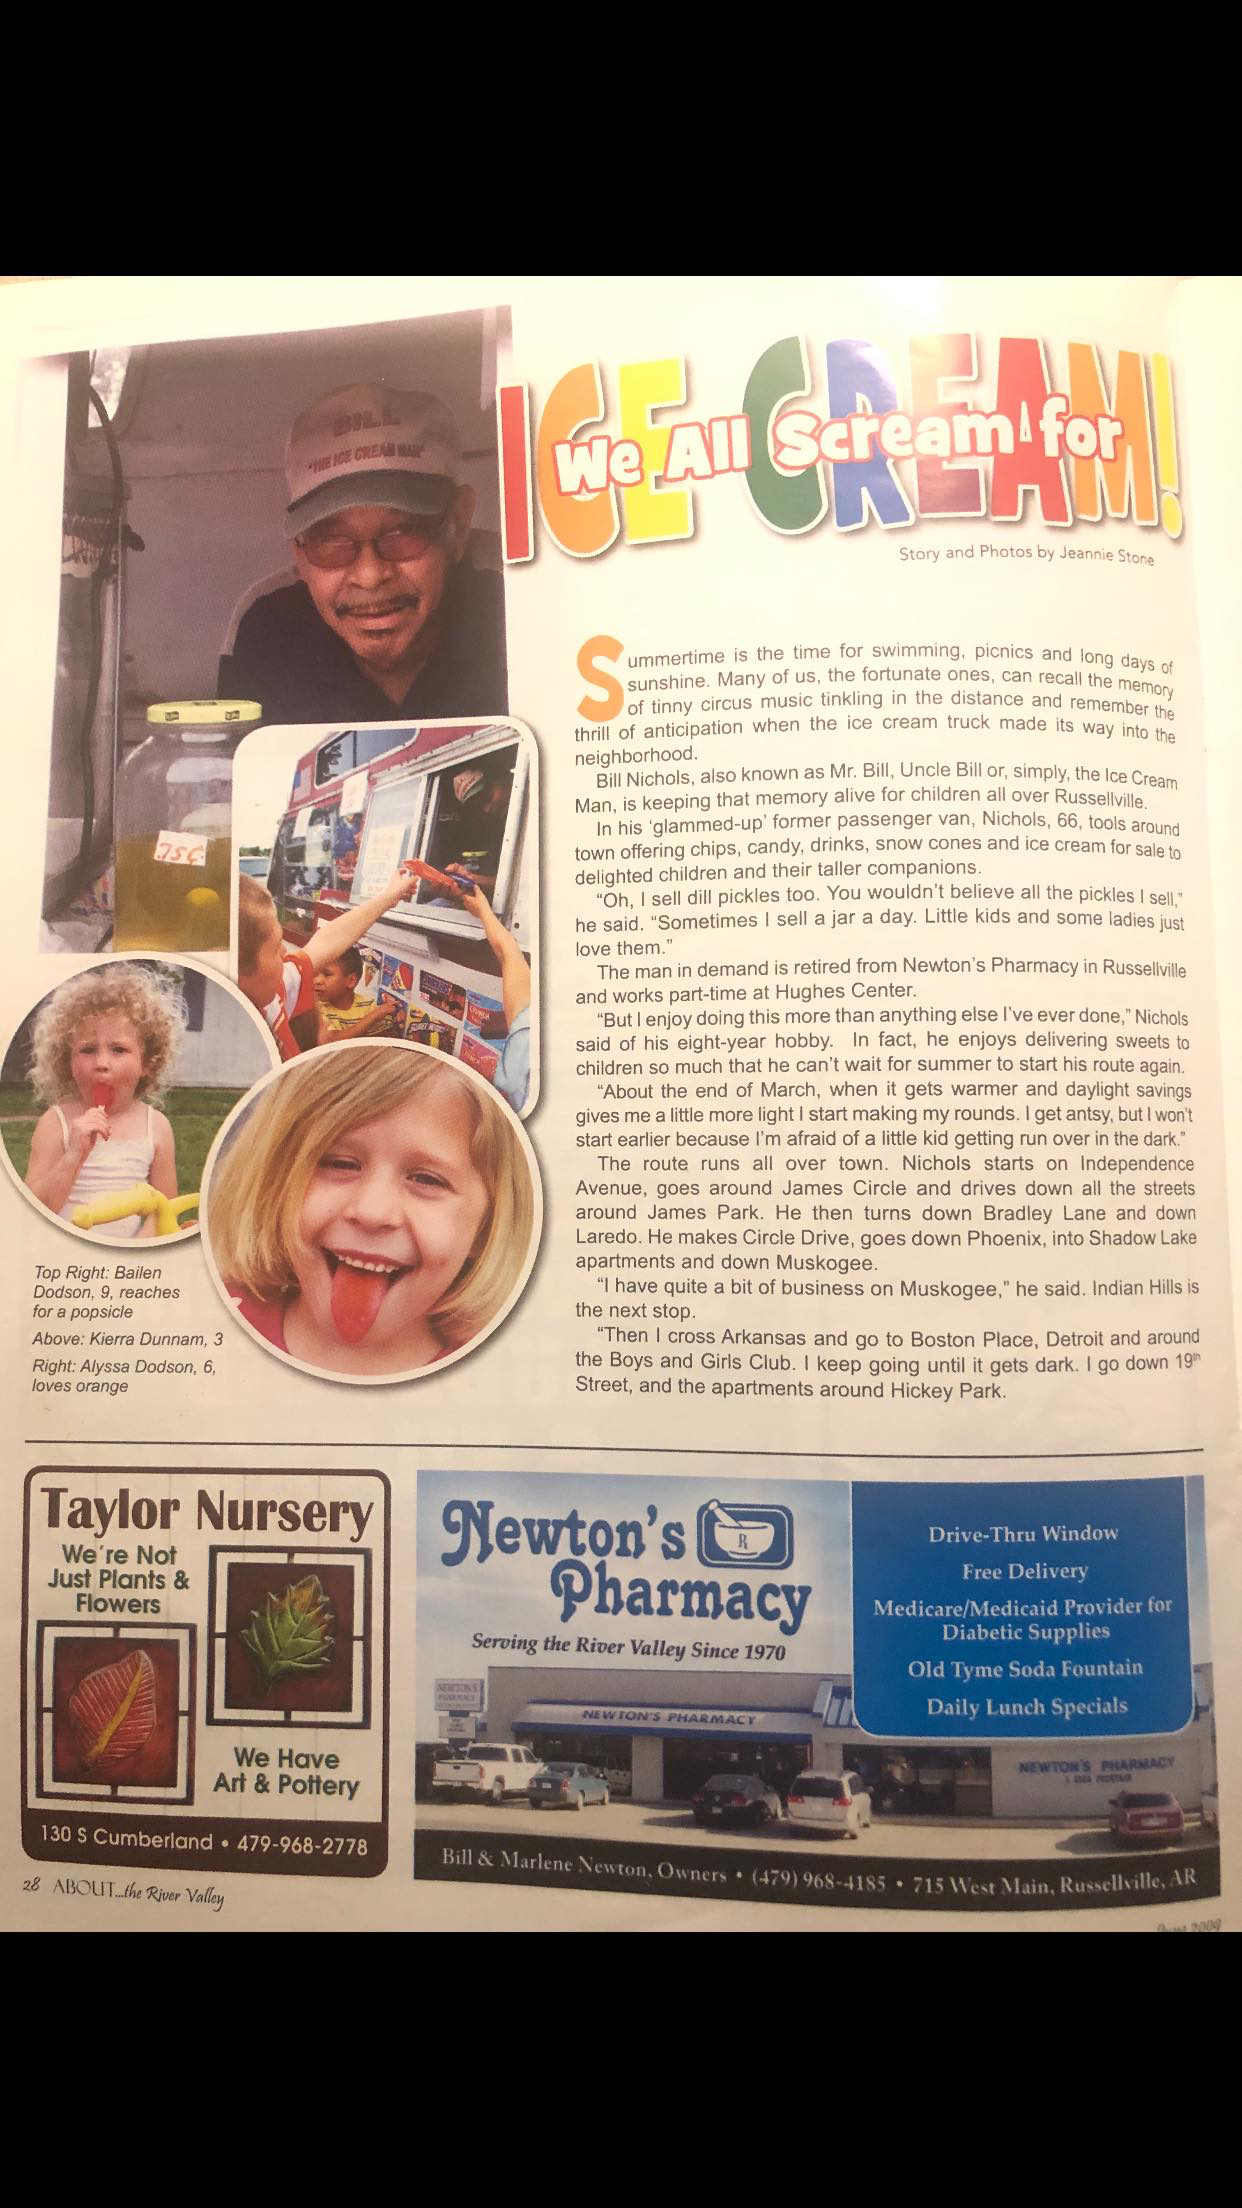 ICE CREAM!
We All Scream for
Story and Photos by Jeannie Stone
BILL
"THE ICE CREAM MAN"
.75¢
Summertime is the time for swimming, picnics and long days of
sunshine. Many of us, the fortunate ones, can recall the memory
of tinny circus music tinkling in the distance and remember the
thrill of anticipation when the ice cream truck made its way into the
neighborhood.
Bill Nichols, also known as Mr. Bill, Uncle Bill or, simply, the Ice Cream
Man, is keeping that memory alive for children all over Russellville.
In his ‘glammed-up’ former passenger van, Nichols, 66, tools around
town offering chips, candy, drinks, snow cones and ice cream for sale to
delighted children and their taller companions.
“Oh, I sell dill pickles too. You wouldn’t believe all the pickles I sell,”
he said. “Sometimes I sell a jar a day. Little kids and some ladies just
love them.”
The man in demand is retired from Newton’s Pharmacy in Russellville
and works part-time at Hughes Center.
“But I enjoy doing this more than anything else I’ve ever done,” Nichols
said of his eight-year hobby. In fact, he enjoys delivering sweets to
children so much that he can’t wait for summer to start his route again.
“About the end of March, when it gets warmer and daylight savings
gives me a little more light I start making my rounds. I get antsy, but I won’t
start earlier because I’m afraid of a little kid getting run over in the dark.”
The route runs all over town. Nichols starts on Independence
Avenue, goes around James Circle and drives down all the streets
around James Park. He then turns down Bradley Lane and down
Laredo. He makes Circle Drive, goes down Phoenix, into Shadow Lake
apartments and down Muskogee.
“I have quite a bit of business on Muskogee,” he said. Indian Hills is
the next stop.
“Then I cross Arkansas and go to Boston Place, Detroit and around
the Boys and Girls Club. I keep going until it gets dark. I go down 19th
Street, and the apartments around Hickey Park.
Top Right: Bailen
Dodson, 9, reaches
for a popsicle
Above: Kierra Dunnam, 3
Right: Alyssa Dodson, 6,
loves orange
Taylor Nursery
We're Not
Just Plants &
Flowers
We Have
Art & Pottery
130 S Cumberland • 479-968-2778
Newton's
Pharmacy
Serving the River Valley Since 1970
Drive-Thru Window
Free Delivery
Medicare/Medicaid Provider for
Diabetic Supplies
Old Tyme Soda Fountain
Daily Lunch Specials
NEWTON'S PHARMACY
NEWTON'S PHARMACY
Bill & Marlene Newton, Owners • (479) 968-4185 • 715 West Main, Russellville, AR
28 ABOUT...the River Valley
June 2009